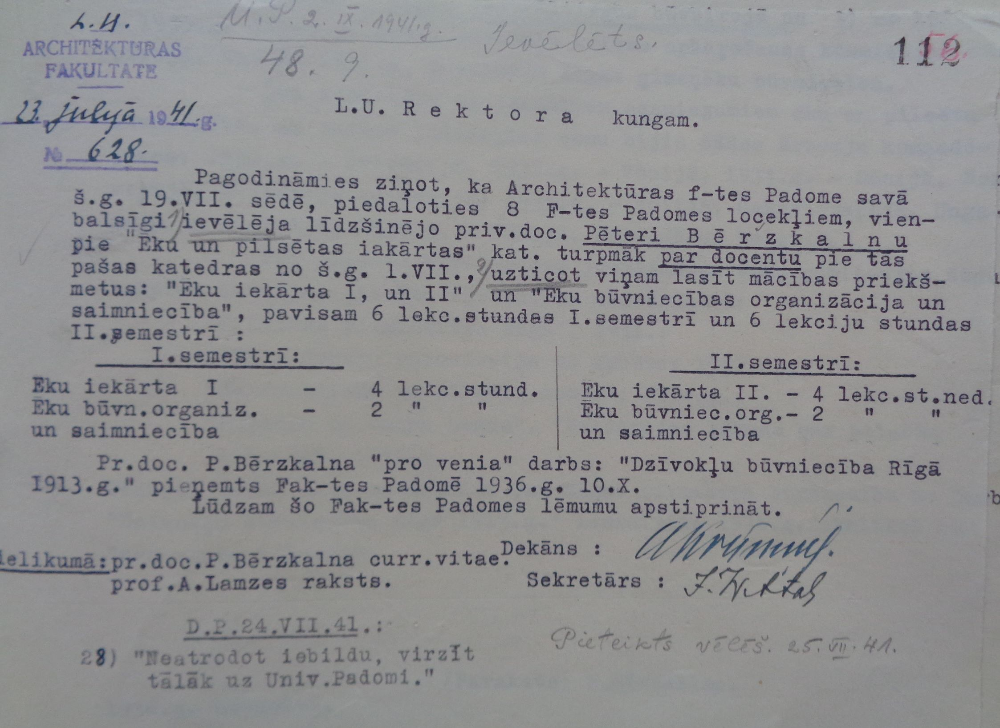 L.U.
ARCHITEKTURAS
FAKULTATE
23. jūlijā 1941. g.
№ 628.
U.P. 2. IX. 1941. g.
48. 9.
Ievēlēts.
112
L.U. R e k t o r a kungam.
Pagodināmies ziņot, ka Architektūras f-tes Padome savā
š.g. 19.VII. sēdē, piedaloties 8 F-tes Padomes locekļiem, vien-
balsīgi 1) ievēlēja līdzšinējo priv.doc. Pēteri B ē r z k a l n u
pie "Ēku un pilsētas iakārtas" kat. turpmāk par docentu pie tās
pašas katedras no š.g. 1.VII., 2) uzticot viņam lasīt mācības priekš-
metus: "Ēku iekārta I, un II" un "Ēku būvniecības organizācija un
saimniecība", pavisam 6 lekc.stundas I.semestrī un 6 lekciju stundas
II.semestrī :
I.semestrī:
Ēku iekārta I - 4 lekc.stund.
Ēku būvn.organiz. - 2 " "
un saimniecība
II.semestrī:
Ēku iekārta II. - 4 lekc.st.ned.
Ēku būvniec.org.- 2 " "
un saimniecība
Pr.doc. P.Bērzkalna "pro venia" darbs: "Dzīvokļu būvniecība Rīgā
1913.g." pieņemts Fak-tes Padomē 1936.g. 10.X.
Lūdzam šo Fak-tes Padomes lēmumu apstiprināt.
Dekāns :
ielikumā: pr.doc.P.Bērzkalna curr.vitae.
prof.A.Lamzes raksts.
Sekretārs :
D.P.24.VII.41.:
28) "Neatrodot iebildu, virzīt
tālāk uz Univ.Padomi."
Pieteikts vēlēš. 25. VII. 41.